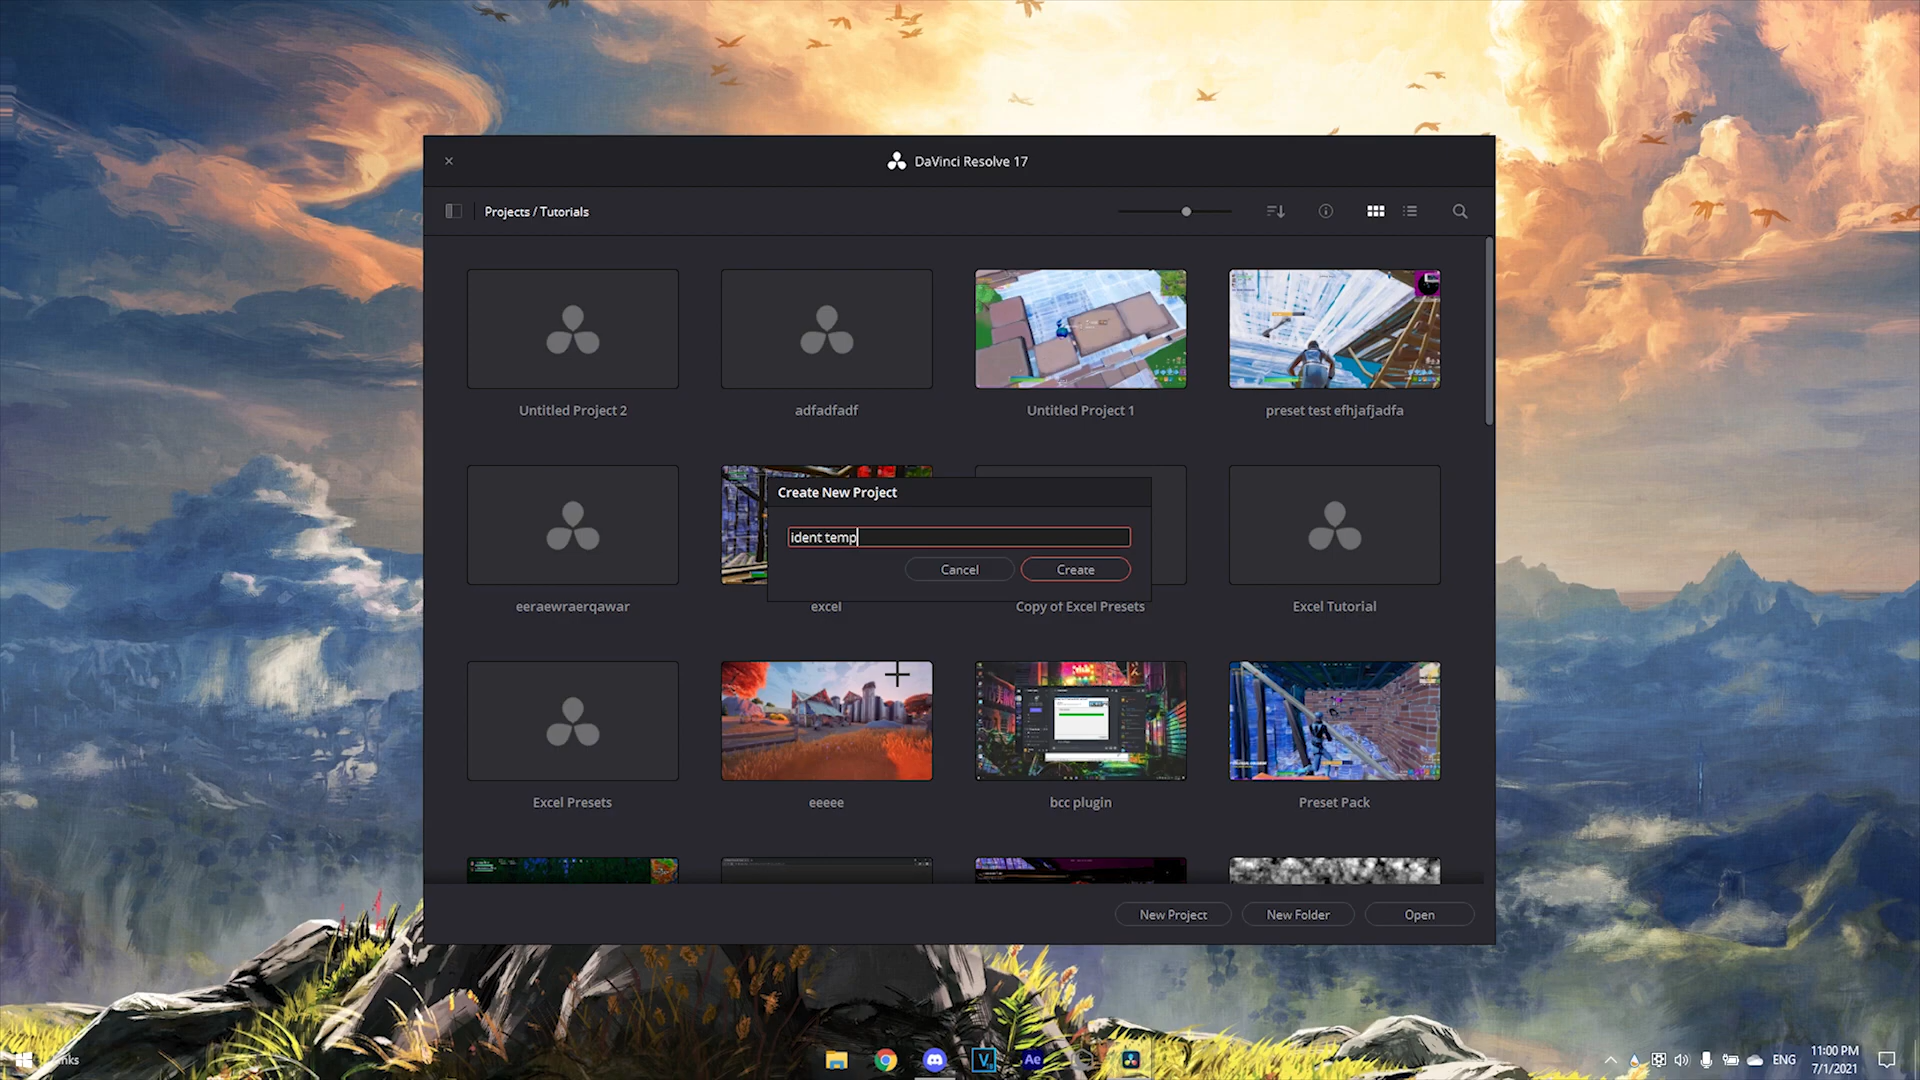 DaVinci Resolve 17
Projects / Tutorials
Untitled Project 2
adfadfadf
Untitled Project 1
preset test efhjafjadfa
Create New Project
ident temp
Cancel
Create
eeraewraerqawar
excel
Copy of Excel Presets
Excel Tutorial
Excel Presets
eeeee
bcc plugin
Preset Pack
New Project
New Folder
Open
V
Ae
ENG
11:00 PM
7/1/2021